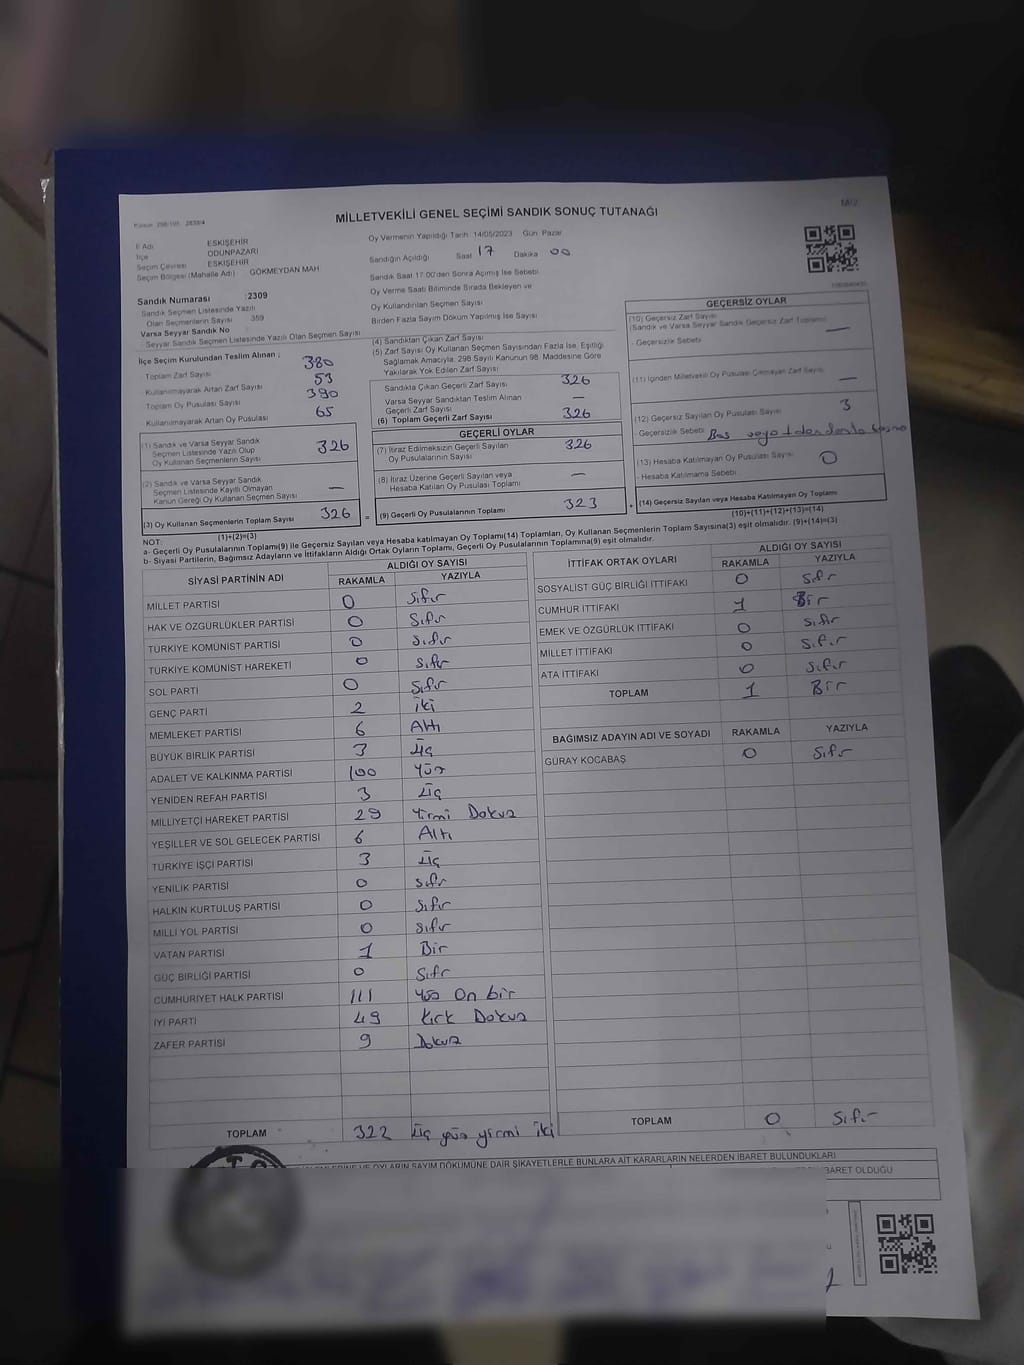 MİLLETVEKİLİ GENEL SEÇİMİ SANDIK SONUÇ TUTANAĞI
İl Adı ESKİŞEHİR
İlçe ODUNPAZARI
Seçim Çevresi ESKİŞEHİR
Seçim Bölgesi (Mahalle Adı) GÖKMEYDAN MAH.
Sandık Numarası :2309
Sandık Seçmen Listesinde Yazılı
Olan Seçmenlerin Sayısı 359
Varsa Seyyar Sandık No
Seyyar Sandık Seçmen Listesinde Yazılı Olan Seçmen Sayısı
Oy Vermenin Yapıldığı Tarih 14/05/2023 Gün Pazar
Sandığın Açıldığı Saat 17 Dakika 00
Sandık Saat 17:00'den Sonra Açılmış İse Sebebi
Oy Verme Saati Bitiminde Sırada Bekleyen ve
Oy Kullandırılan Seçmen Sayısı
Birden Fazla Sayım Döküm Yapılmış İse Sayısı
İlçe Seçim Kurulundan Teslim Alınan ;
Toplam Zarf Sayısı 380
Kullanılmayarak Artan Zarf Sayısı 53
Toplam Oy Pusulası Sayısı 390
Kullanılmayarak Artan Oy Pusulası 65
(1) Sandık ve Varsa Seyyar Sandık
Seçmen Listesinde Yazılı Olup
Oy Kullanan Seçmenlerin Sayısı 326
(2) Sandık ve Varsa Seyyar Sandık
Seçmen Listesinde Kayıtlı Olmayan
Kanun Gereği Oy Kullanan Seçmen Sayısı —
(3) Oy Kullanan Seçmenlerin Toplam Sayısı 326 =
(1)+(2)=(3)
(4) Sandıktan Çıkan Zarf Sayısı
(5) Zarf Sayısı Oy Kullanan Seçmen Sayısından Fazla İse, Eşitliği
Sağlamak Amacıyla, 298 Sayılı Kanunun 98. Maddesine Göre
Yakılarak Yok Edilen Zarf Sayısı
Sandıkta Çıkan Geçerli Zarf Sayısı 326
Varsa Seyyar Sandıktan Teslim Alınan
Geçerli Zarf Sayısı —
(6) Toplam Geçerli Zarf Sayısı 326
GEÇERLİ OYLAR
(7) İtiraz Edilmeksizin Geçerli Sayılan
Oy Pusulalarının Sayısı 326
(8) İtiraz Üzerine Geçerli Sayılan veya
Hesaba Katılan Oy Pusulası Toplamı —
(9) Geçerli Oy Pusulalarının Toplamı 323 +
GEÇERSİZ OYLAR
(10) Geçersiz Zarf Sayısı
(Sandık ve Varsa Seyyar Sandık Geçersiz Zarf Toplamı) —
- Geçersizlik Sebebi
(11) İçinden Milletvekili Oy Pusulası Çıkmayan Zarf Sayısı —
(12) Geçersiz Sayılan Oy Pusulası Sayısı 3
Geçersizlik Sebebi Boş veya
(13) Hesaba Katılmayan Oy Pusulası Sayısı 0
Hesaba Katılmama Sebebi
(14) Geçersiz Sayılan veya Hesaba Katılmayan Oy Toplamı
(10)+(11)+(12)+(13)=(14)
NOT:
a- Geçerli Oy Pusulalarının Toplamı(9) ile Geçersiz Sayılan veya Hesaba katılmayan Oy Toplamı(14) Toplamları, Oy Kullanan Seçmenlerin Toplam Sayısına(3) eşit olmalıdır. (9)+(14)=(3)
b- Siyasi Partilerin, Bağımsız Adayların ve İttifakların Aldığı Ortak Oyların Toplamı, Geçerli Oy Pusulalarının Toplamına(9) eşit olmalıdır.
SİYASİ PARTİNİN ADI ALDIĞI OY SAYISI
RAKAMLA YAZIYLA
MİLLET PARTİSİ 0 Sıfır
HAK VE ÖZGÜRLÜKLER PARTİSİ 0 Sıfır
TÜRKİYE KOMÜNİST PARTİSİ 0 Sıfır
TÜRKİYE KOMÜNİST HAREKETİ 0 Sıfır
SOL PARTİ 0 Sıfır
GENÇ PARTİ 2 iki
MEMLEKET PARTİSİ 6 Altı
BÜYÜK BİRLİK PARTİSİ 3 Üç
ADALET VE KALKINMA PARTİSİ 100 Yüz
YENİDEN REFAH PARTİSİ 3 Üç
MİLLİYETÇİ HAREKET PARTİSİ 29 Yirmi Dokuz
YEŞİLLER VE SOL GELECEK PARTİSİ 6 Altı
TÜRKİYE İŞÇİ PARTİSİ 3 Üç
YENİLİK PARTİSİ 0 Sıfır
HALKIN KURTULUŞ PARTİSİ 0 Sıfır
MİLLİ YOL PARTİSİ 0 Sıfır
VATAN PARTİSİ 1 Bir
GÜÇ BİRLİĞİ PARTİSİ 0 Sıfır
CUMHURİYET HALK PARTİSİ 111 Yüz On bir
İYİ PARTİ 49 Kırk Dokuz
ZAFER PARTİSİ 9 Dokuz
TOPLAM 322 Üç yüz yirmi iki
İTTİFAK ORTAK OYLARI ALDIĞI OY SAYISI
RAKAMLA YAZIYLA
SOSYALİST GÜÇ BİRLİĞİ İTTİFAKI 0 Sıfır
CUMHUR İTTİFAKI 1 Bir
EMEK VE ÖZGÜRLÜK İTTİFAKI 0 Sıfır
MİLLET İTTİFAKI 0 Sıfır
ATA İTTİFAKI 0 Sıfır
TOPLAM 1 Bir
BAĞIMSIZ ADAYIN ADI VE SOYADI RAKAMLA YAZIYLA
GÜRAY KOCABAŞ 0 Sıfır
TOPLAM 0 Sıfır
OYLARIN SAYIM DÖKÜMÜNE DAİR ŞİKAYETLERLE BUNLARA AİT KARARLARIN NELERDEN İBARET BULUNDUKLARI
İBARET OLDUĞU